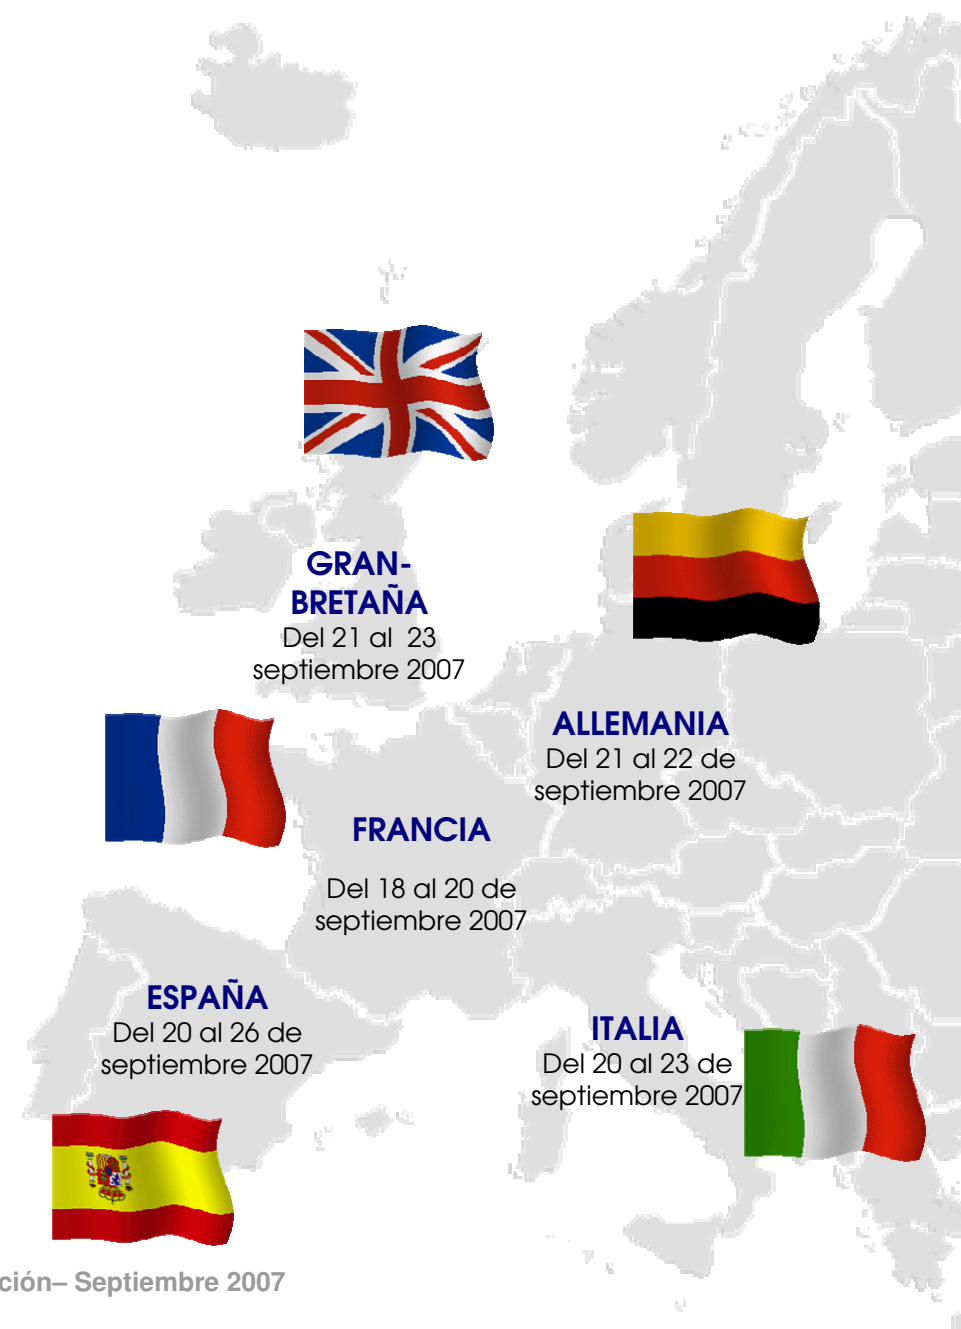 GRAN-
BRETAÑA
Del 21 al  23
septiembre 2007
ALLEMANIA
Del 21 al 22 de
septiembre 2007
FRANCIA
Del 18 al 20 de
septiembre 2007
ESPAÑA
Del 20 al 26 de
septiembre 2007
ITALIA
Del 20 al 23 de
septiembre 2007
ción– Septiembre 2007